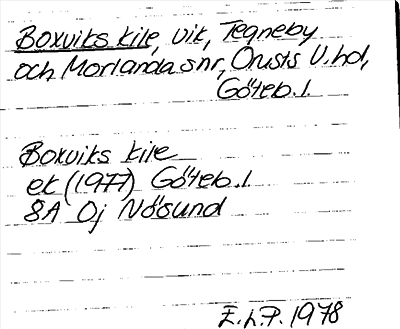 Boxviks kile, vik, Tegneby
och Morlanda snr, Orusts V. hd,
Göteb. l.
Boxviks kile
ek (1977) Göteb. l.
8A Oj Nösund
E.L.P. 1978